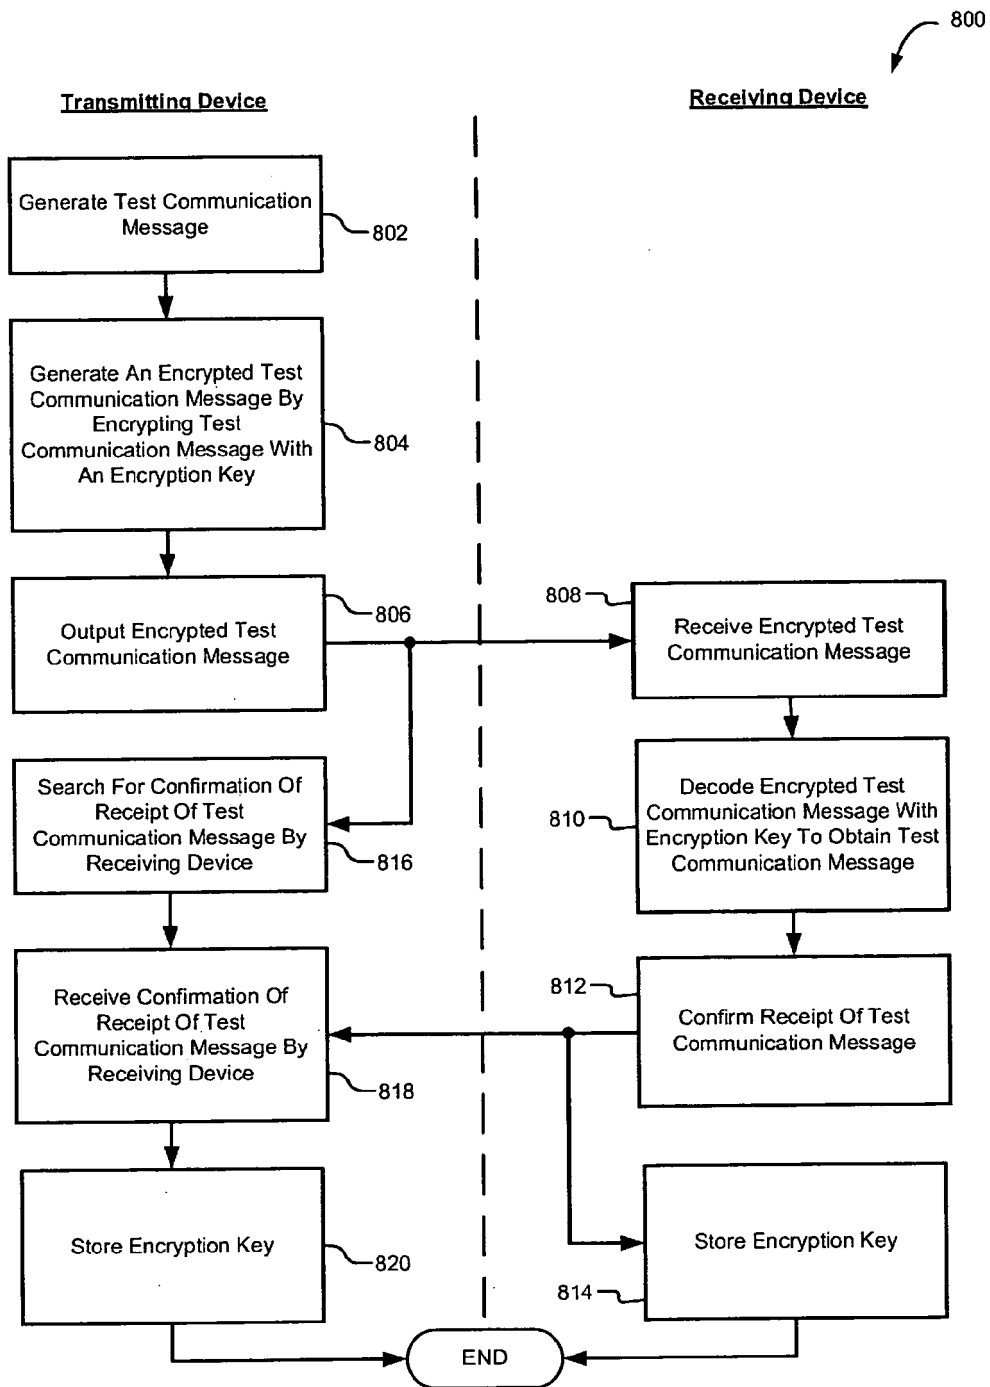 800
Transmitting Device
Receiving Device
Generate Test Communication
Message
802
Generate An Encrypted Test
Communication Message By
Encrypting Test
Communication Message With
An Encryption Key
804
Output Encrypted Test
Communication Message
806
808
Receive Encrypted Test
Communication Message
Search For Confirmation Of
Receipt Of Test
Communication Message By
Receiving Device
816
810
Decode Encrypted Test
Communication Message With
Encryption Key To Obtain Test
Communication Message
Receive Confirmation Of
Receipt Of Test
Communication Message By
Receiving Device
818
812
Confirm Receipt Of Test
Communication Message
Store Encryption Key
820
Store Encryption Key
814
END